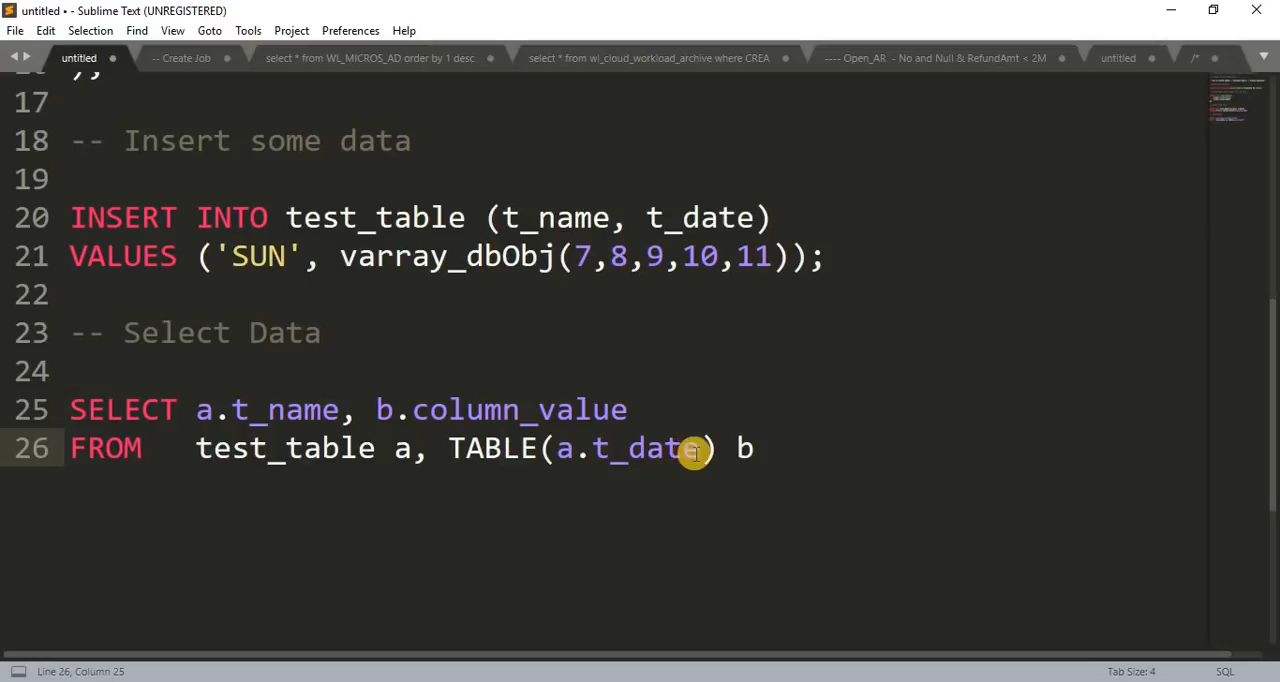 untitled • - Sublime Text (UNREGISTERED)
File Edit Selection Find View Goto Tools Project Preferences Help
untitled -- Create Job select * from WL_MICROS_AD order by 1 desc select * from wi_cloud_workload_archive where CREA ---- Open_AR - No and Null & RefundAmt < 2M untitled /*
);
17
18 -- Insert some data
19
20 INSERT INTO test_table (t_name, t_date)
21 VALUES ('SUN', varray_dbObj(7,8,9,10,11));
22
23 -- Select Data
24
25 SELECT a.t_name, b.column_value
26 FROM test_table a, TABLE(a.t_date) b
Line 26, Column 25 Tab Size: 4 SQL